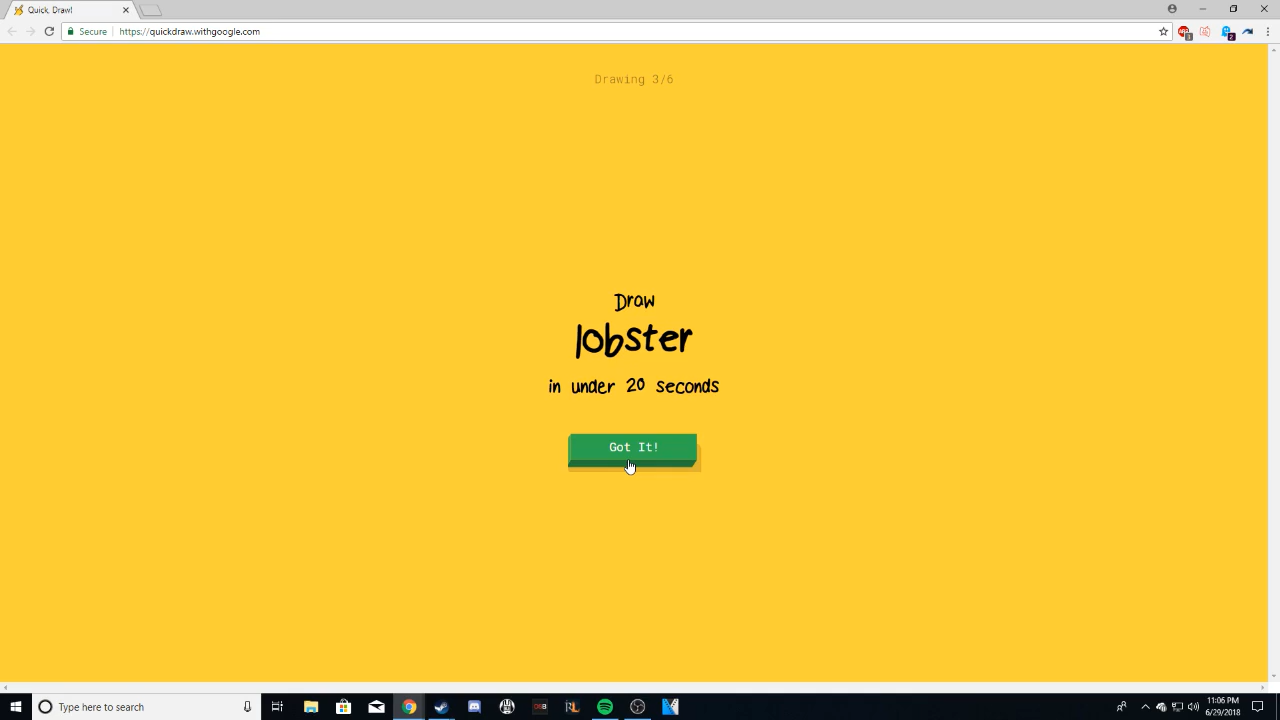 Quick, Draw!
Secure
https://quickdraw.withgoogle.com
Drawing 3/6
Draw
lobster
in under 20 seconds
Got It!
Type here to search
11:06 PM
6/29/2018